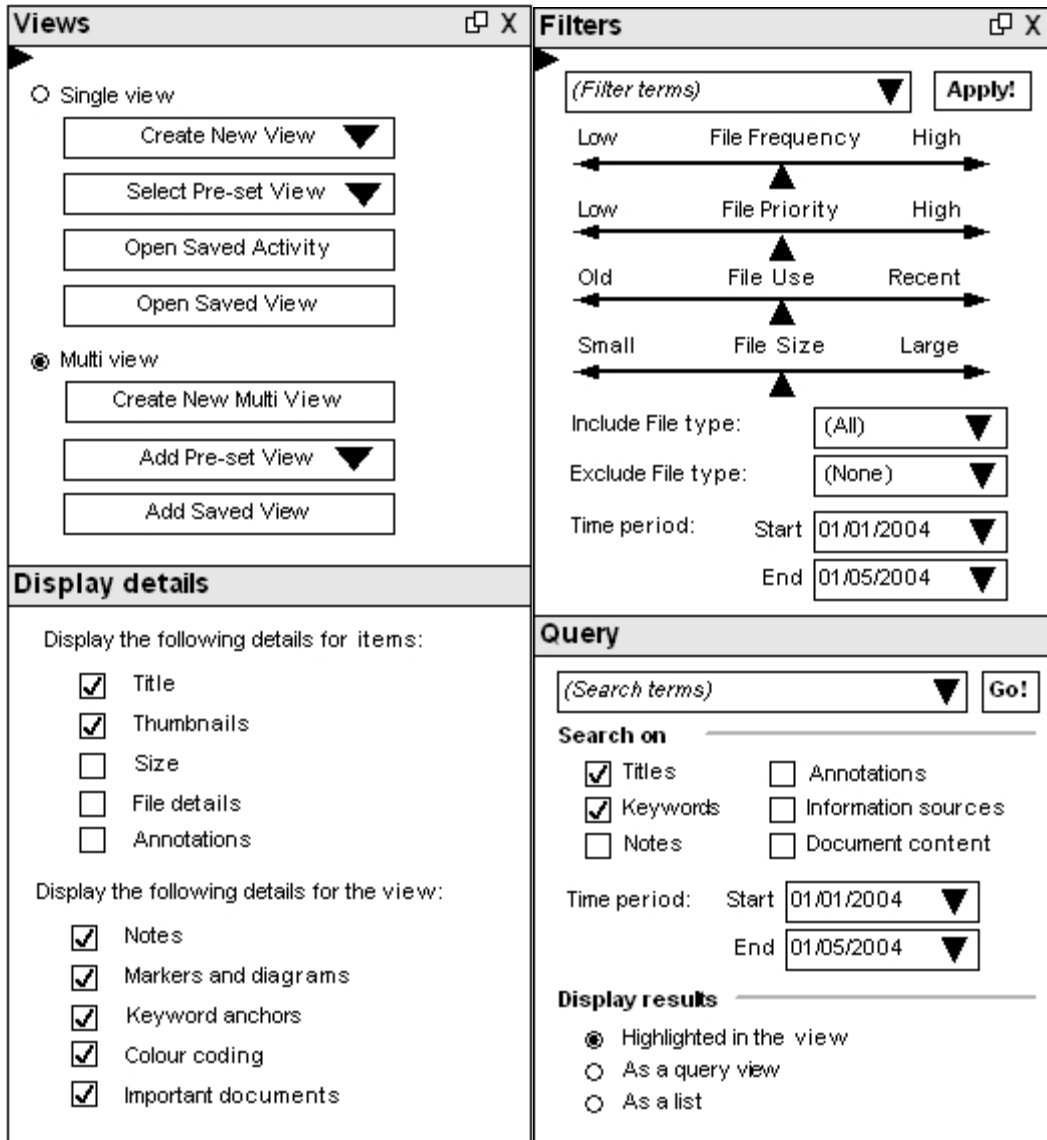 Views X
Single view
Create New View
Select Pre-set View
Open Saved Activity
Open Saved View
Multi view
Create New Multi View
Add Pre-set View
Add Saved View
Display details
Display the following details for items:
Title
Thumbnails
Size
File details
Annotations
Display the following details for the view:
Notes
Markers and diagrams
Keyword anchors
Colour coding
Important documents
Filters X
(Filter terms) Apply!
Low File Frequency High
Low File Priority High
Old File Use Recent
Small File Size Large
Include File type: (All)
Exclude File type: (None)
Time period: Start 01/01/2004
End 01/05/2004
Query
(Search terms) Go!
Search on
Titles Annotations
Keywords Information sources
Notes Document content
Time period: Start 01/01/2004
End 01/05/2004
Display results
Highlighted in the view
As a query view
As a list